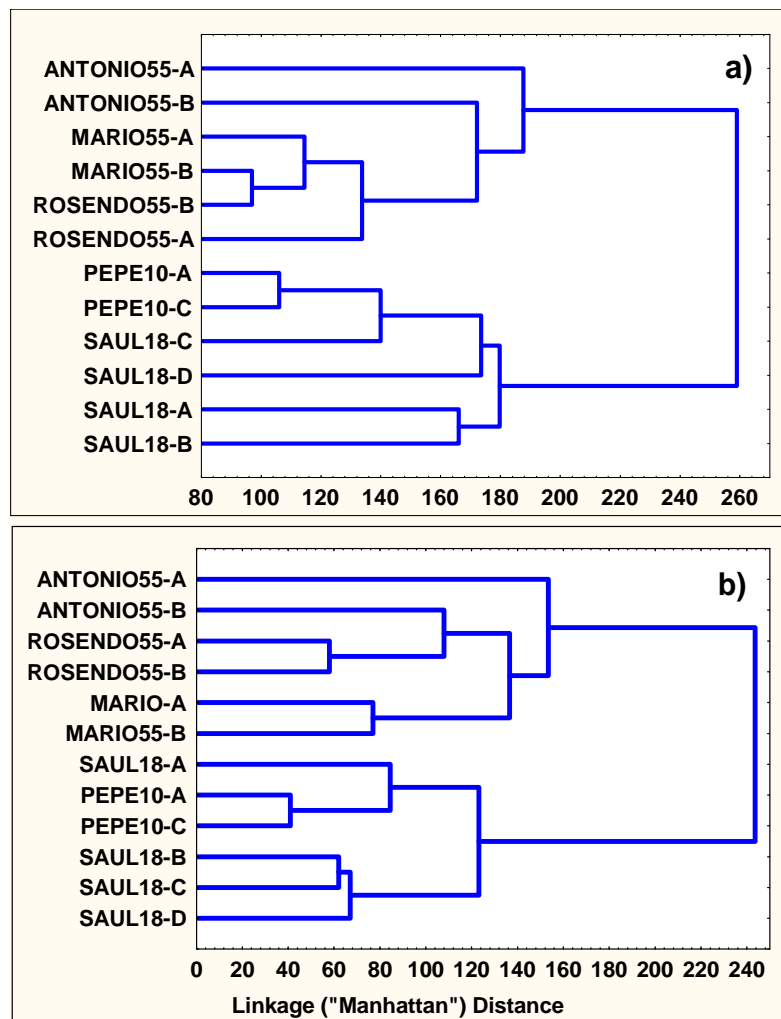 a)
ANTONIO55-A
ANTONIO55-B
MARIO55-A
MARIO55-B
ROSENDO55-B
ROSENDO55-A
PEPE10-A
PEPE10-C
SAUL18-C
SAUL18-D
SAUL18-A
SAUL18-B
80 100 120 140 160 180 200 220 240 260
b)
ANTONIO55-A
ANTONIO55-B
ROSENDO55-A
ROSENDO55-B
MARIO-A
MARIO55-B
SAUL18-A
PEPE10-A
PEPE10-C
SAUL18-B
SAUL18-C
SAUL18-D
0 20 40 60 80 100 120 140 160 180 200 220 240
Linkage ("Manhattan") Distance